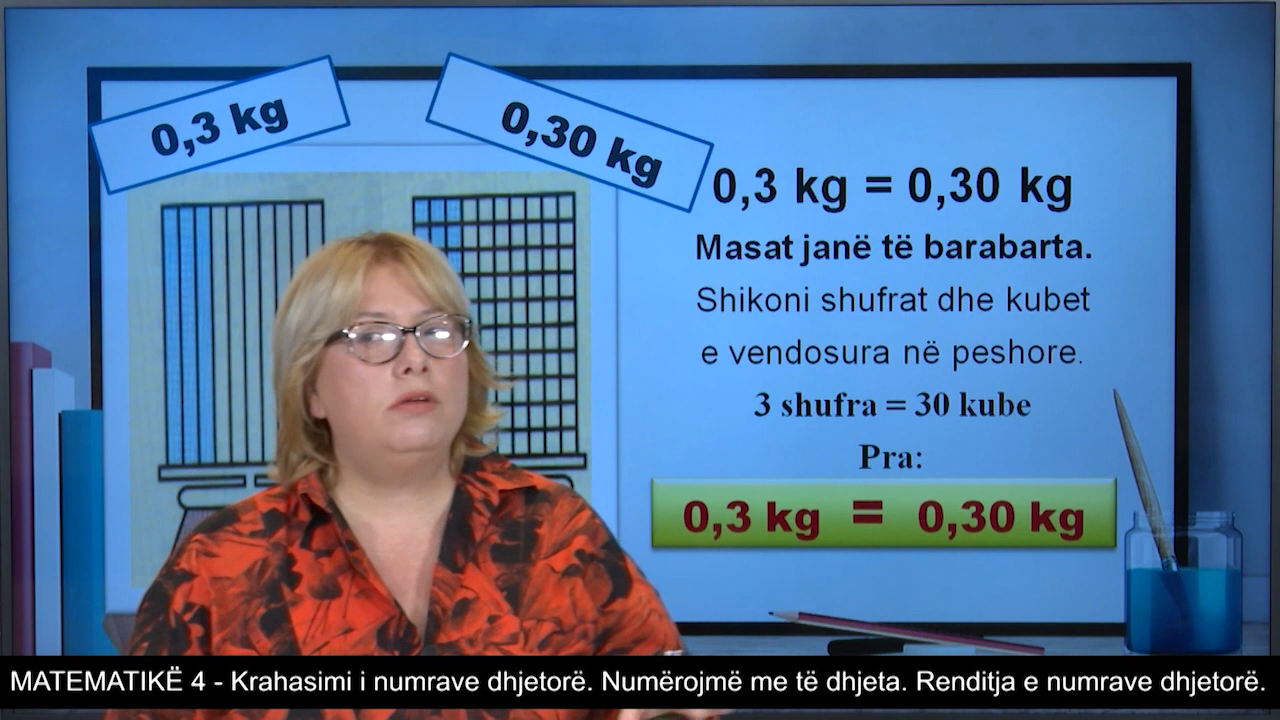 0,3 kg
0,30 kg
0,3 kg = 0,30 kg
Masat janë të barabarta.
Shikoni shufrat dhe kubet
e vendosura në peshore.
3 shufra = 30 kube
Pra:
0,3 kg = 0,30 kg
MATEMATIKË 4 - Krahasimi i numrave dhjetorë. Numërojmë me të dhjeta. Renditja e numrave dhjetorë.